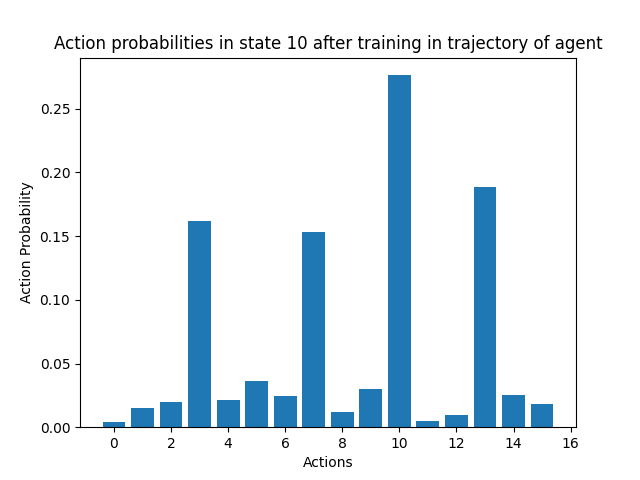 Action probabilities in state 10 after training in trajectory of agent
0.25
0.20
0.15
0.10
0.05
0.00
Action Probability
0 2 4 6 8 10 12 14 16
Actions